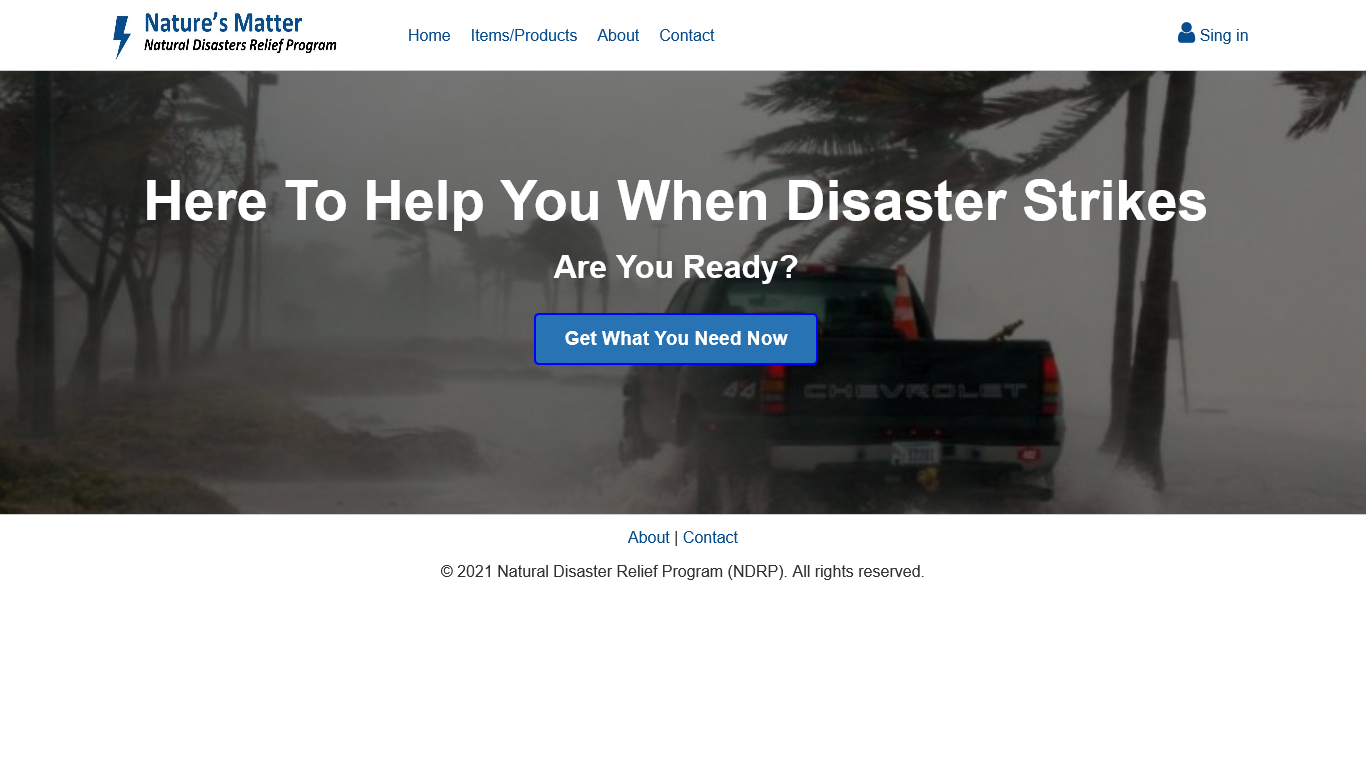 Nature's Matter
Natural Disasters Relief Program
Home Items/Products About Contact
Sing in
Here To Help You When Disaster Strikes
Are You Ready?
Get What You Need Now
4x4 CHEVROLET
About | Contact
© 2021 Natural Disaster Relief Program (NDRP). All rights reserved.